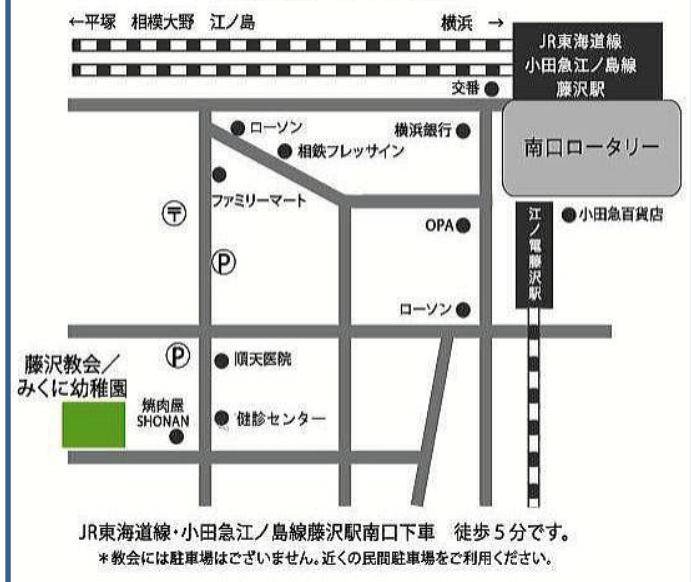 ←平塚　相模大野　江ノ島　横浜　→
JR東海道線
小田急江ノ島線
藤沢駅
交番
ローソン
横浜銀行
相鉄フレッサイン
南口ロータリー
ファミリーマート
〒
OPA
江ノ電藤沢駅
小田急百貨店
P
ローソン
藤沢教会／
みくに幼稚園
P
順天医院
焼肉屋
SHONAN
健診センター
JR東海道線・小田急江ノ島線藤沢駅南口下車　徒歩５分です。
＊教会には駐車場はございません。近くの民間駐車場をご利用ください。